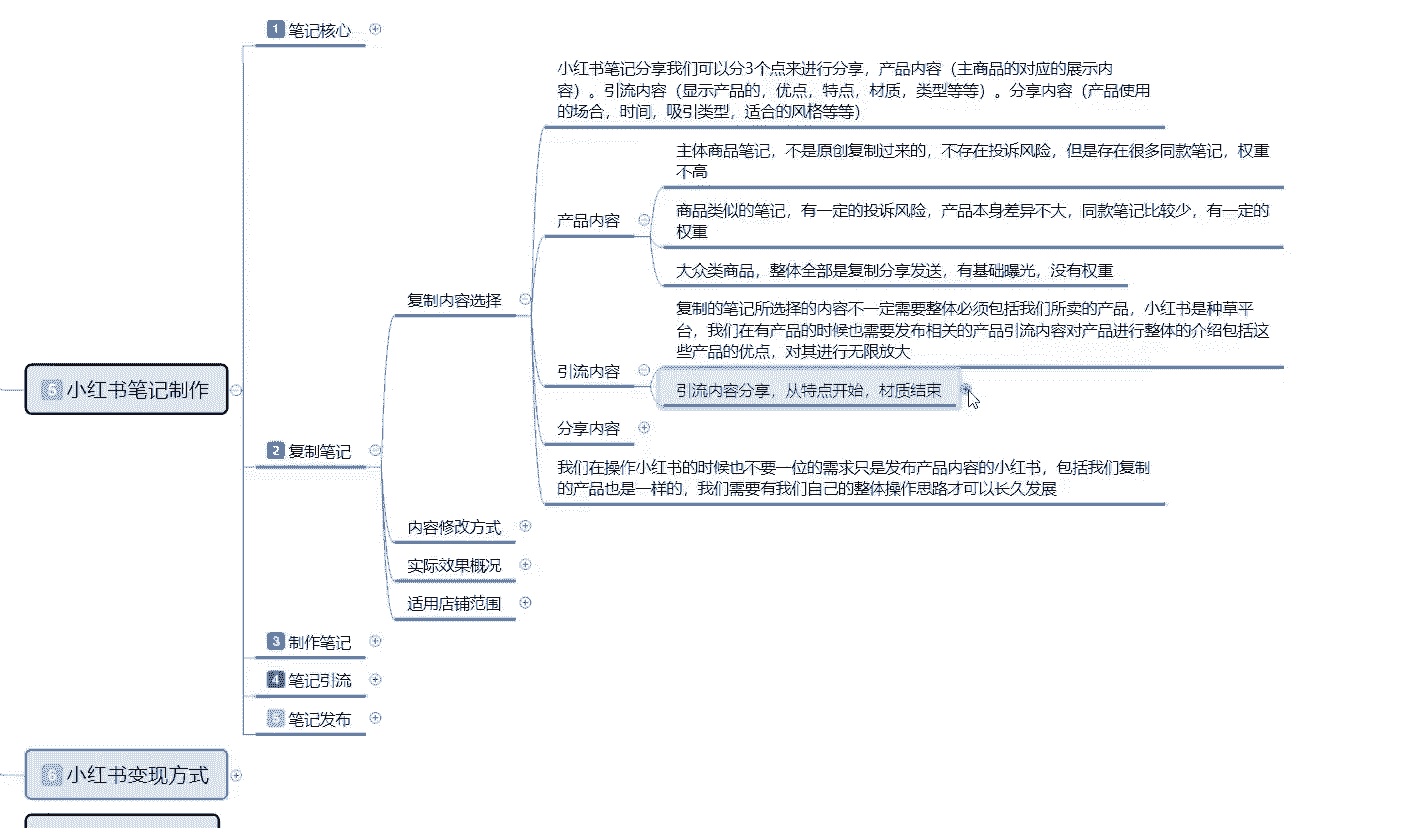 1 笔记核心
小红书笔记分享我们可以分3个点来进行分享，产品内容（主商品的对应的展示内
容）。引流内容（显示产品的，优点，特点，材质，类型等等）。分享内容（产品使用
的场合，时间，吸引类型，适合的风格等等）
主体商品笔记，不是原创复制过来的，不存在投诉风险，但是存在很多同款笔记，权重
不高
产品内容
商品类似的笔记，有一定的投诉风险，产品本身差异不大，同款笔记比较少，有一定的
权重
大众类商品，整体全部是复制分享发送，有基础曝光，没有权重
复制内容选择
复制的笔记所选择的内容不一定需要整体必须包括我们所卖的产品，小红书是种草平
台，我们在有产品的时候也需要发布相关的产品引流内容对产品进行整体的介绍包括这
些产品的优点，对其进行无限放大
引流内容
引流内容分享，从特点开始，材质结束
5 小红书笔记制作
分享内容
2 复制笔记
我们在操作小红书的时候也不要一位的需求只是发布产品内容的小红书，包括我们复制
的产品也是一样的，我们需要有我们自己的整体操作思路才可以长久发展
内容修改方式
实际效果概况
适用店铺范围
3 制作笔记
4 笔记引流
5 笔记发布
6 小红书变现方式